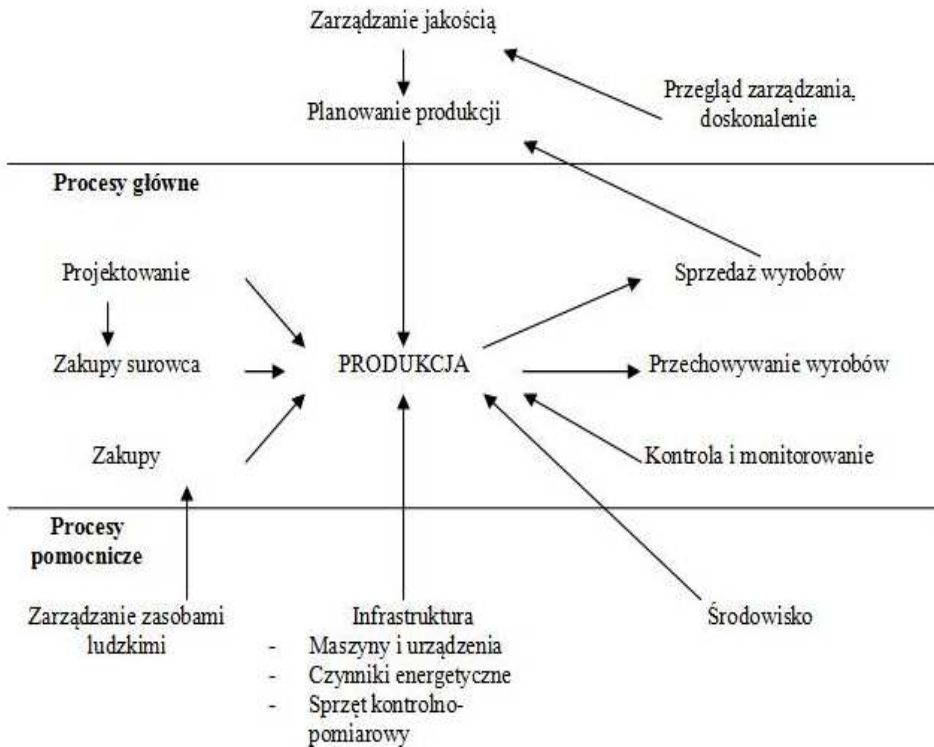 Zarządzanie jakością
Przegląd zarządzania,
doskonalenie
Planowanie produkcji
Procesy główne
Projektowanie
Sprzedaż wyrobów
Zakupy surowca
PRODUKCJA
Przechowywanie wyrobów
Zakupy
Kontrola i monitorowanie
Procesy
pomocnicze
Zarządzanie zasobami
ludzkimi
Infrastruktura
- Maszyny i urządzenia
- Czynniki energetyczne
- Sprzęt kontrolno-
pomiarowy
Środowisko